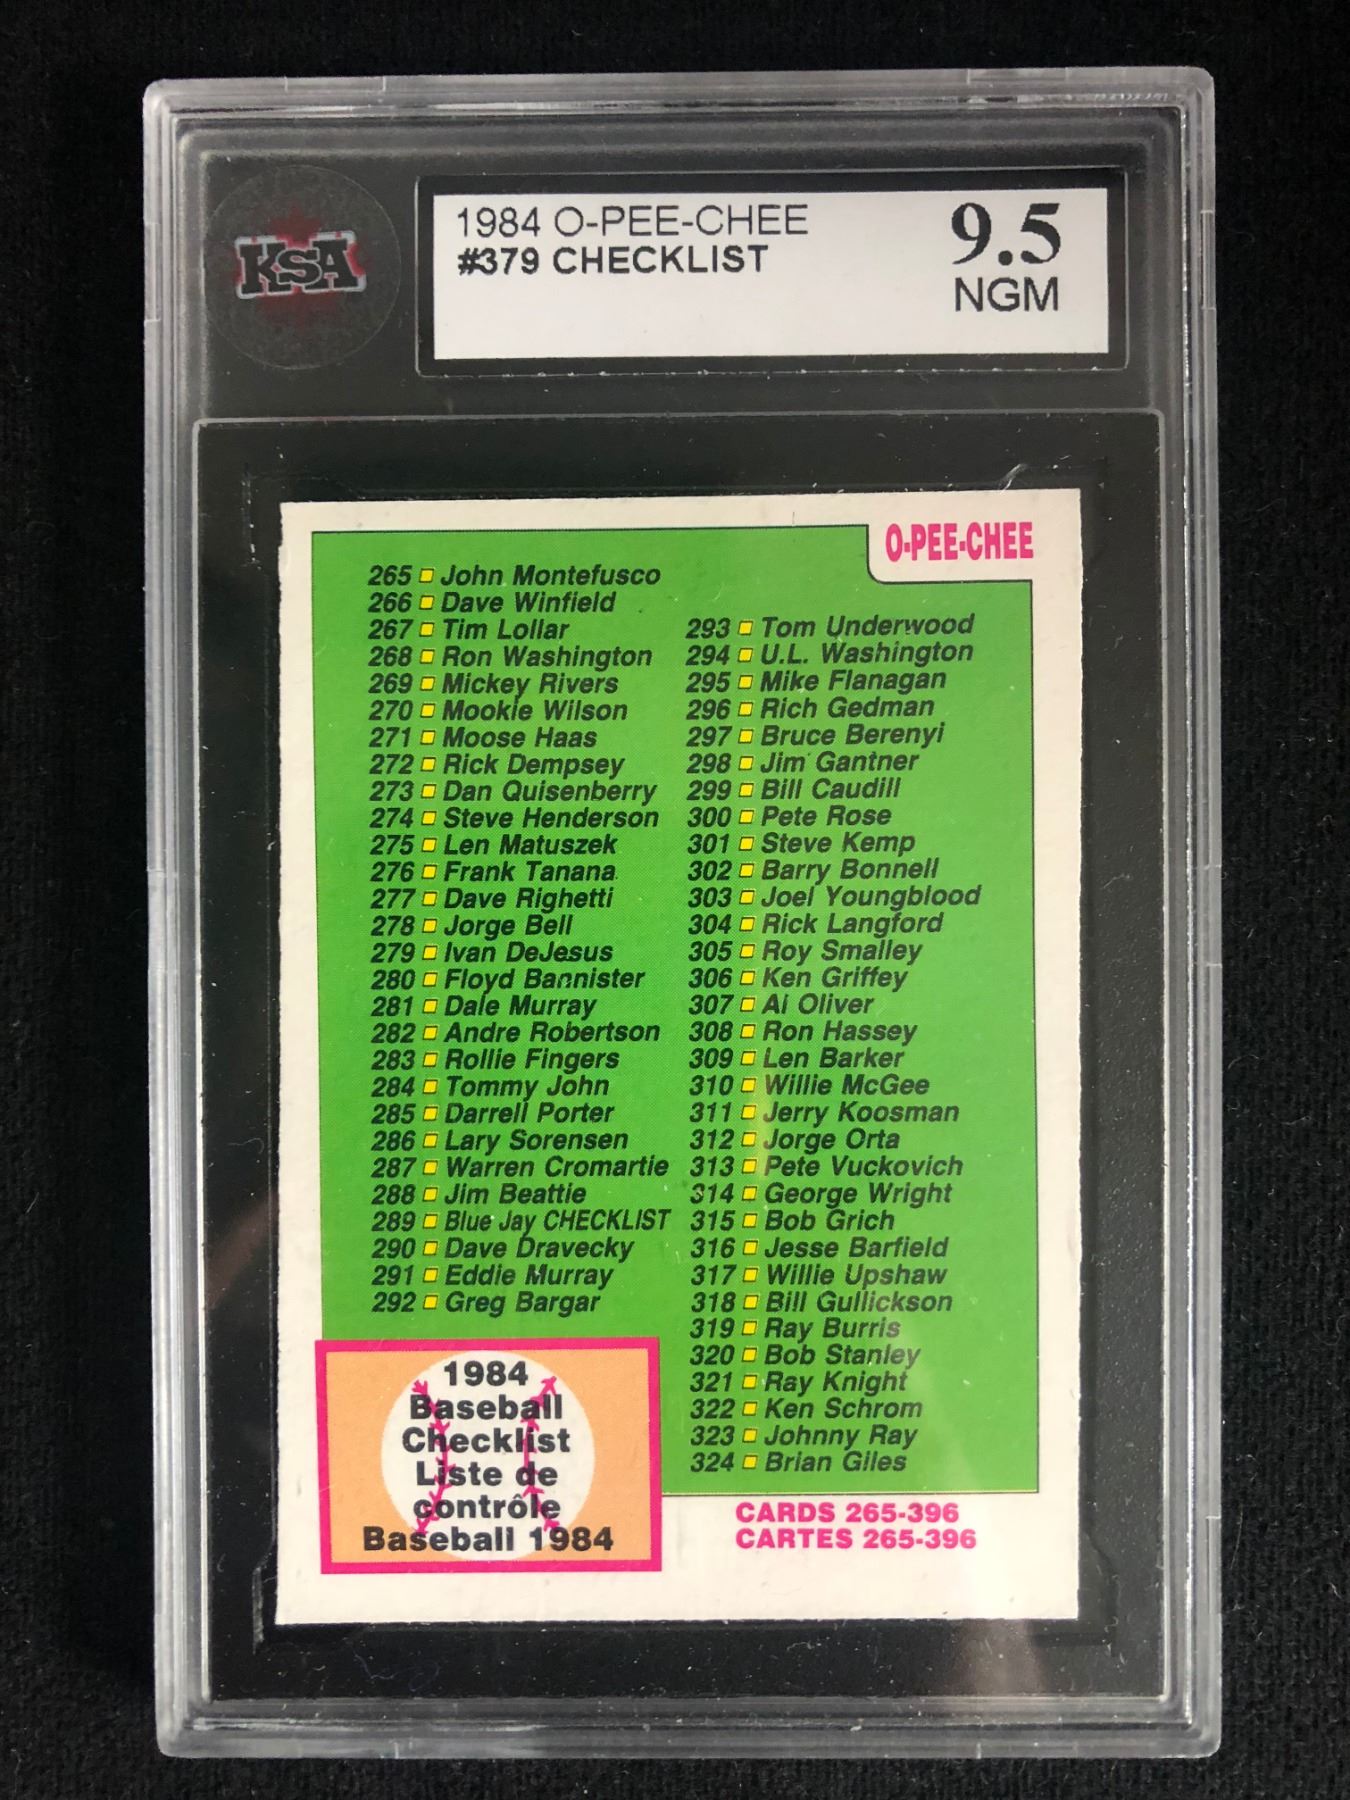 KSA
1984 O-PEE-CHEE
#379 CHECKLIST
9.5
NGM
O-PEE-CHEE
265 John Montefusco
266 Dave Winfield
267 Tim Lollar
268 Ron Washington
269 Mickey Rivers
270 Mookie Wilson
271 Moose Haas
272 Rick Dempsey
273 Dan Quisenberry
274 Steve Henderson
275 Len Matuszek
276 Frank Tanana
277 Dave Righetti
278 Jorge Bell
279 Ivan DeJesus
280 Floyd Bannister
281 Dale Murray
282 Andre Robertson
283 Rollie Fingers
284 Tommy John
285 Darrell Porter
286 Lary Sorensen
287 Warren Cromartie
288 Jim Beattie
289 Blue Jay CHECKLIST
290 Dave Dravecky
291 Eddie Murray
292 Greg Bargar
293 Tom Underwood
294 U.L. Washington
295 Mike Flanagan
296 Rich Gedman
297 Bruce Berenyi
298 Jim Gantner
299 Bill Caudill
300 Pete Rose
301 Steve Kemp
302 Barry Bonnell
303 Joel Youngblood
304 Rick Langford
305 Roy Smalley
306 Ken Griffey
307 Al Oliver
308 Ron Hassey
309 Len Barker
310 Willie McGee
311 Jerry Koosman
312 Jorge Orta
313 Pete Vuckovich
314 George Wright
315 Bob Grich
316 Jesse Barfield
317 Willie Upshaw
318 Bill Gullickson
319 Ray Burris
320 Bob Stanley
321 Ray Knight
322 Ken Schrom
323 Johnny Ray
324 Brian Giles
1984
Baseball
Checklist
Liste de
contrôle
Baseball 1984
CARDS 265-396
CARTES 265-396